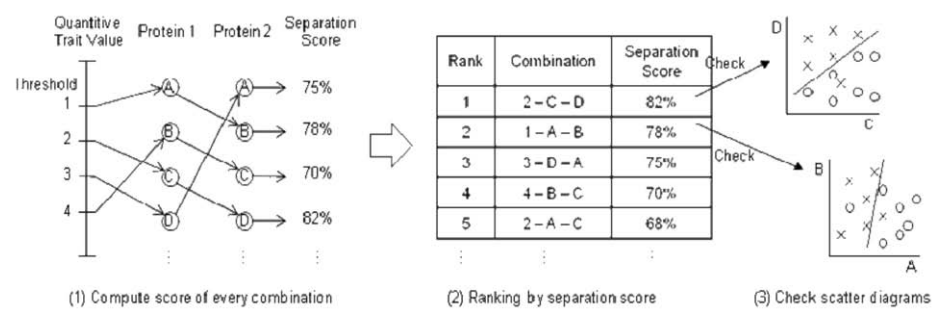 Quantitive Trait Value
Protein 1
Protein 2
Separation Score
Threshold
1
2
3
4
A
B
C
D
⋮
A
B
C
D
⋮
75%
78%
70%
82%
⋮
(1) Compute score of every combination
Rank Combination Separation Score
1 2-C-D 82%
2 1-A-B 78%
3 3-D-A 75%
4 4-B-C 70%
5 2-A-C 68%
⋮ ⋮ ⋮
(2) Ranking by separation score
Check
Check
D
C
B
A
(3) Check scatter diagrams